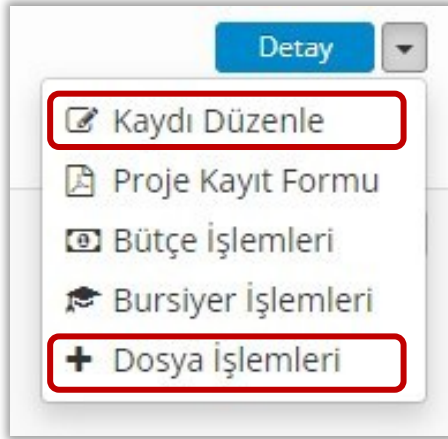 Detay
Kaydı Düzenle
Proje Kayıt Formu
Bütçe İşlemleri
Bursiyer İşlemleri
Dosya İşlemleri